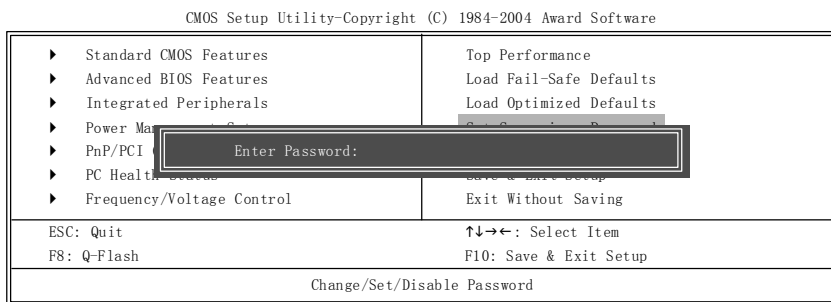 CMOS Setup Utility-Copyright (C) 1984-2004 Award Software
Standard CMOS Features
Advanced BIOS Features
Integrated Peripherals
Power
PnP/PCI
PC Health Status
Frequency/Voltage Control
Top Performance
Load Fail-Safe Defaults
Load Optimized Defaults
Save & Exit Setup
Exit Without Saving
Enter Password:
ESC: Quit
F8: Q-Flash
↑↓→←: Select Item
F10: Save & Exit Setup
Change/Set/Disable Password